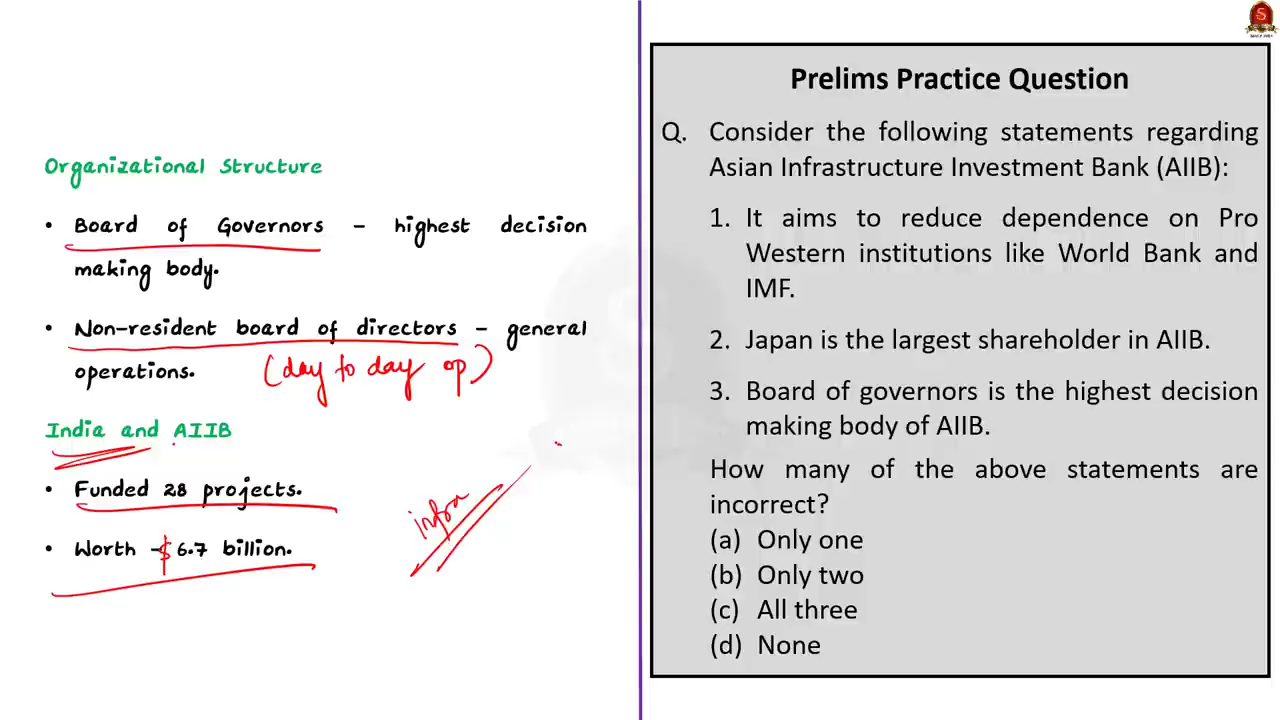 Organizational Structure
• Board of Governors – highest decision
making body.
• Non-resident board of directors – general
operations. (day to day op)
India and AIIB
• Funded 28 projects.
infra
• Worth -$6.7 billion.
Prelims Practice Question
Q. Consider the following statements regarding
Asian Infrastructure Investment Bank (AIIB):
1. It aims to reduce dependence on Pro
Western institutions like World Bank and
IMF.
2. Japan is the largest shareholder in AIIB.
3. Board of governors is the highest decision
making body of AIIB.
How many of the above statements are
incorrect?
(a) Only one
(b) Only two
(c) All three
(d) None